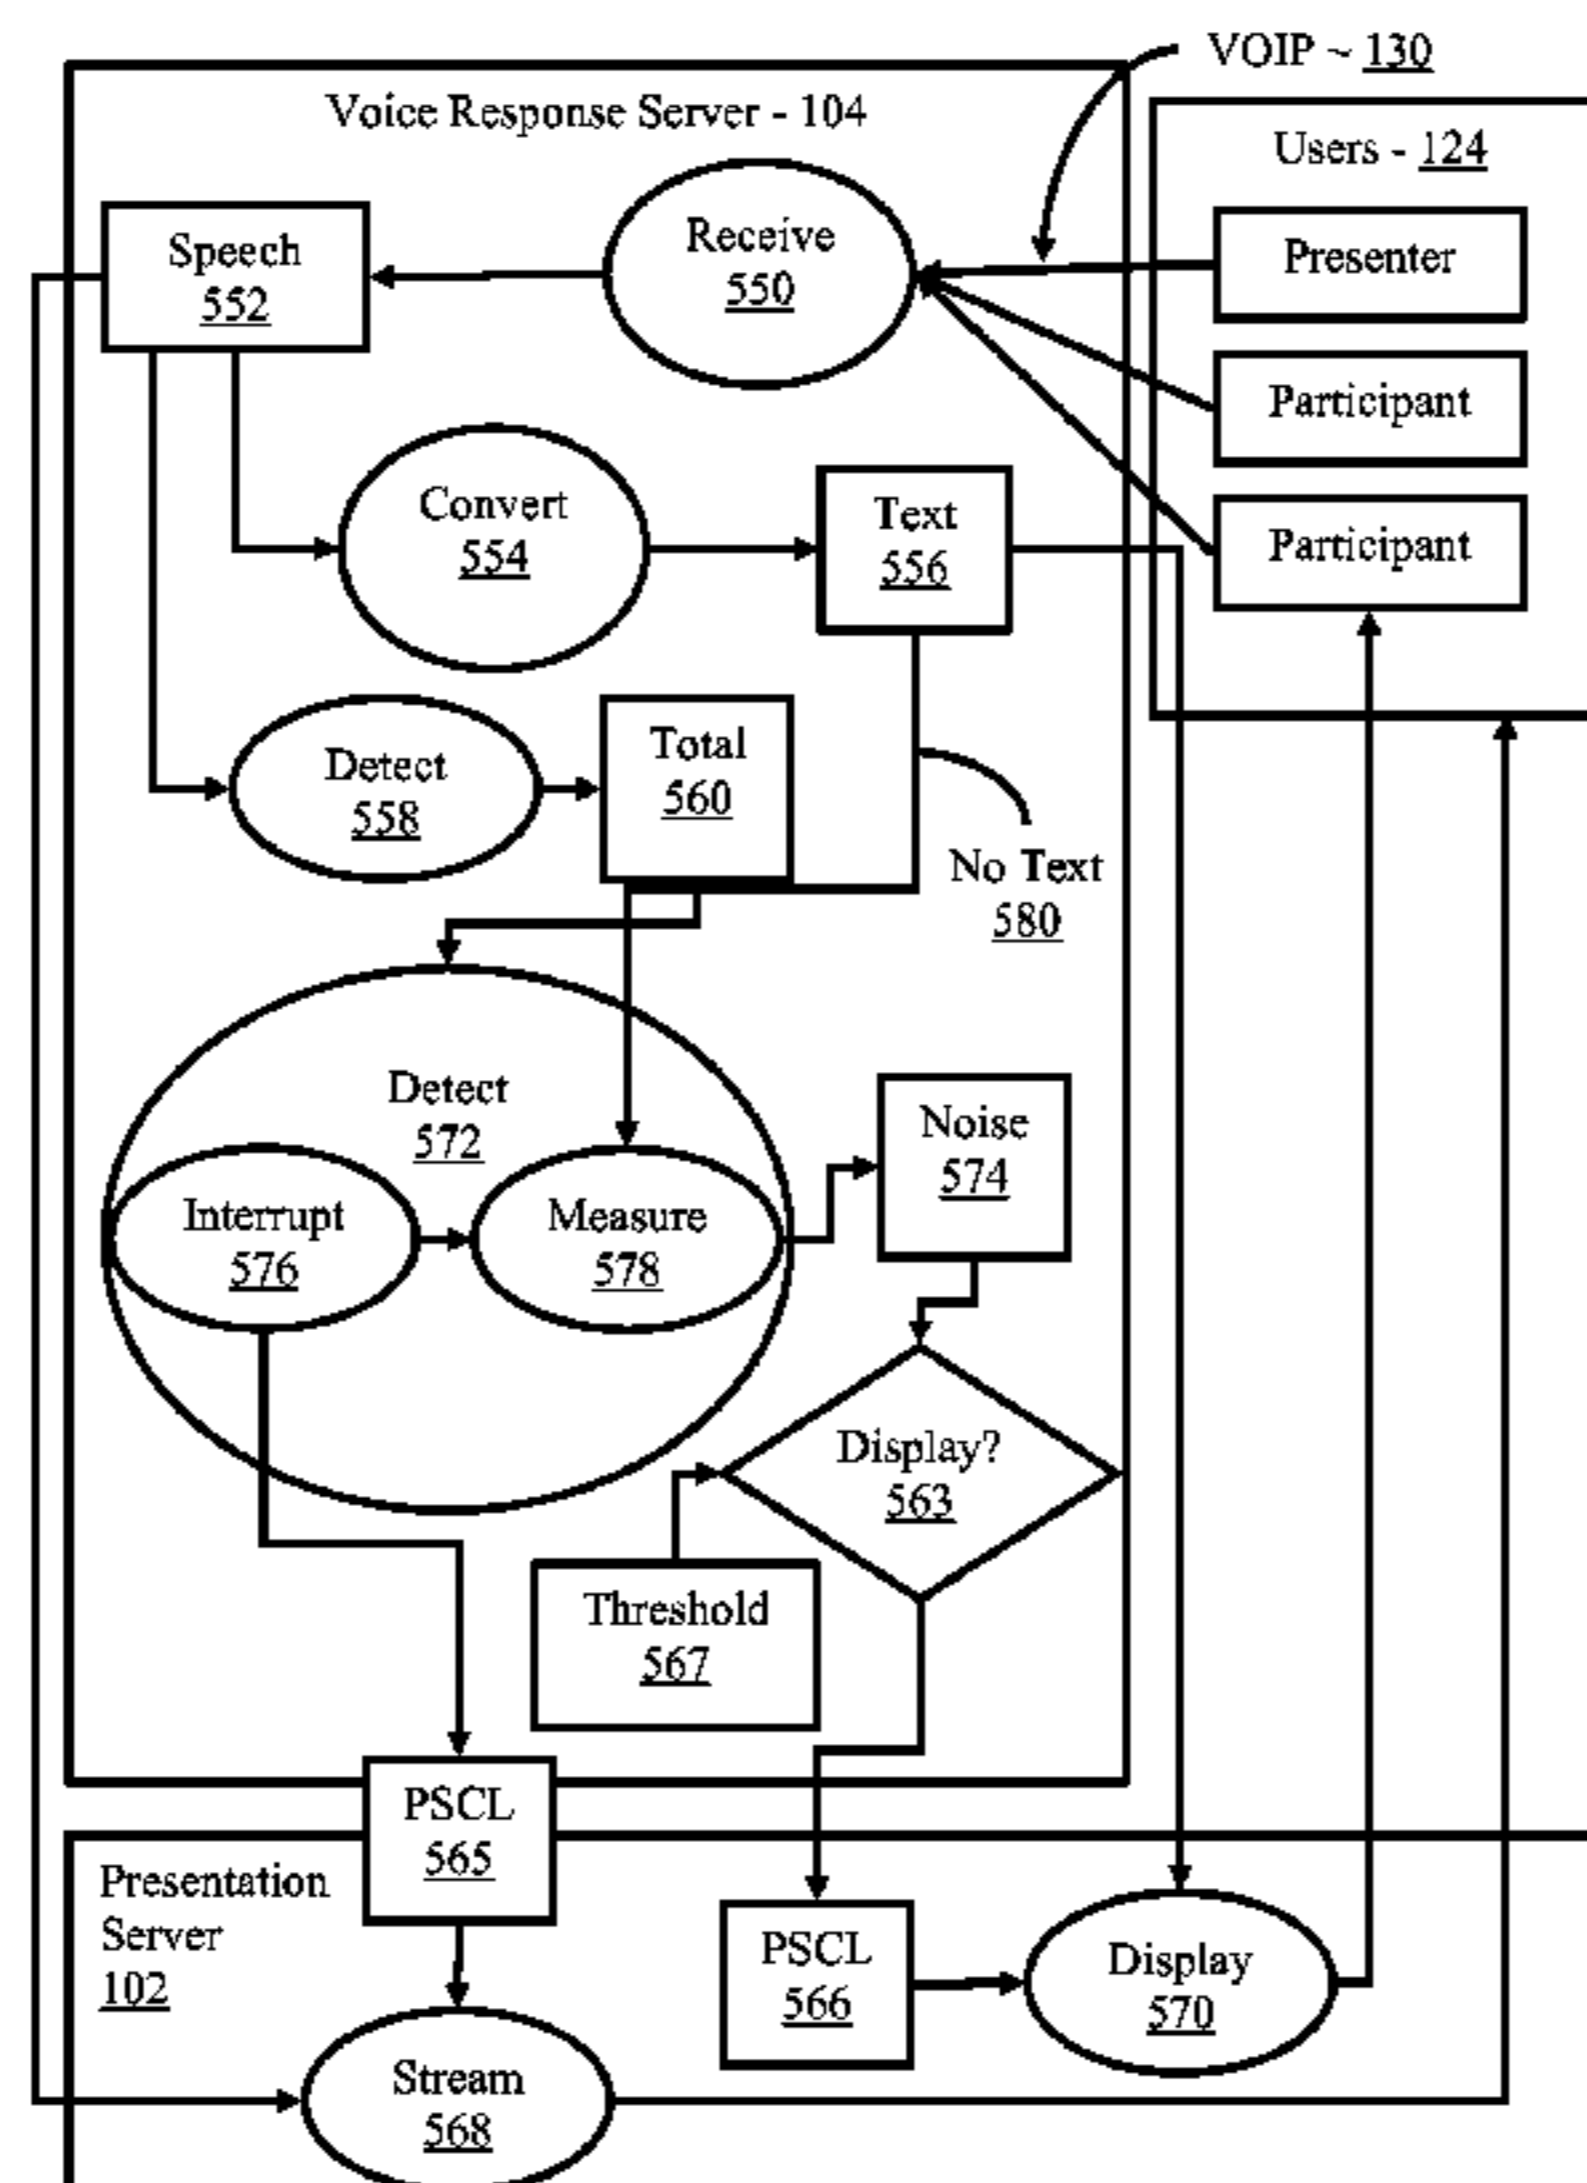 VOIP ~ 130
Voice Response Server - 104
Users - 124
Speech
552
Receive
550
Presenter
Participant
Participant
Convert
554
Text
556
Detect
558
Total
560
No Text
580
Detect
572
Interrupt
576
Measure
578
Noise
574
Display?
563
Threshold
567
PSCL
565
Presentation
Server
102
PSCL
566
Display
570
Stream
568